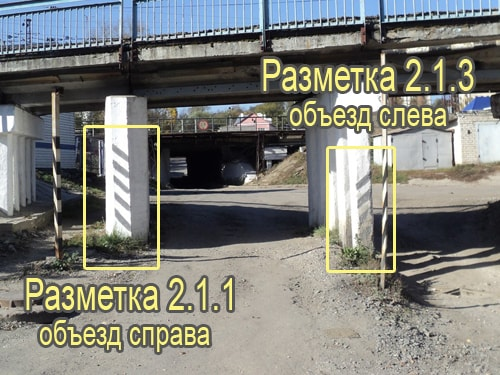 Разметка 2.1.3
объезд слева
Разметка 2.1.1
объезд справа